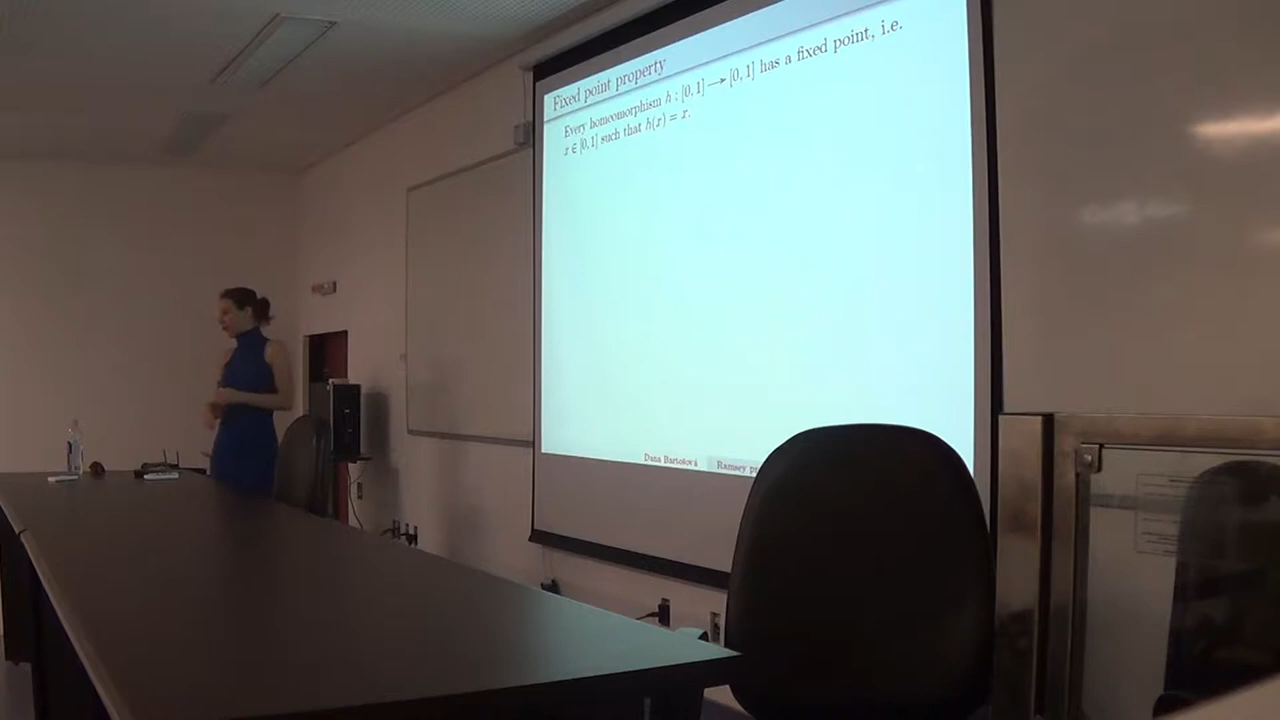 Fixed point property
Every homeomorphism h : [0, 1] → [0, 1] has a fixed point, i.e.
x ∈ [0, 1] such that h(x) = x.
Dana Bartošová
Ramsey